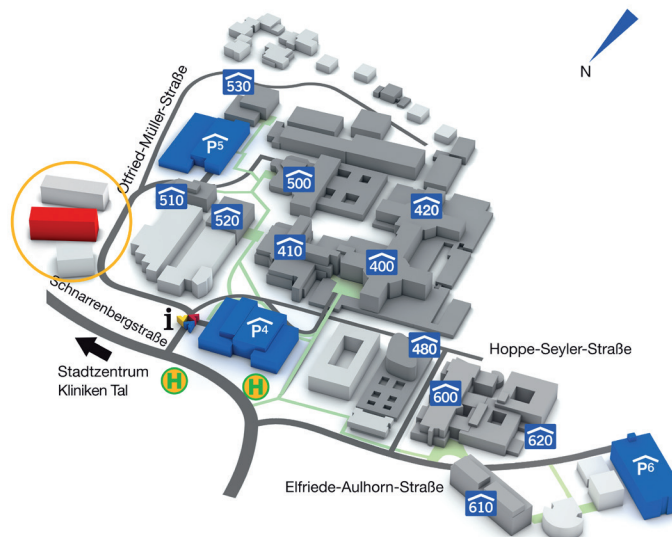 N
530
Otfried-Müller-Straße
P5
500
510
420
520
410
400
Schnarrenbergstraße
i
P4
480
Hoppe-Seyler-Straße
Stadtzentrum
Kliniken Tal
H
H
600
620
P6
Elfriede-Aulhorn-Straße
610